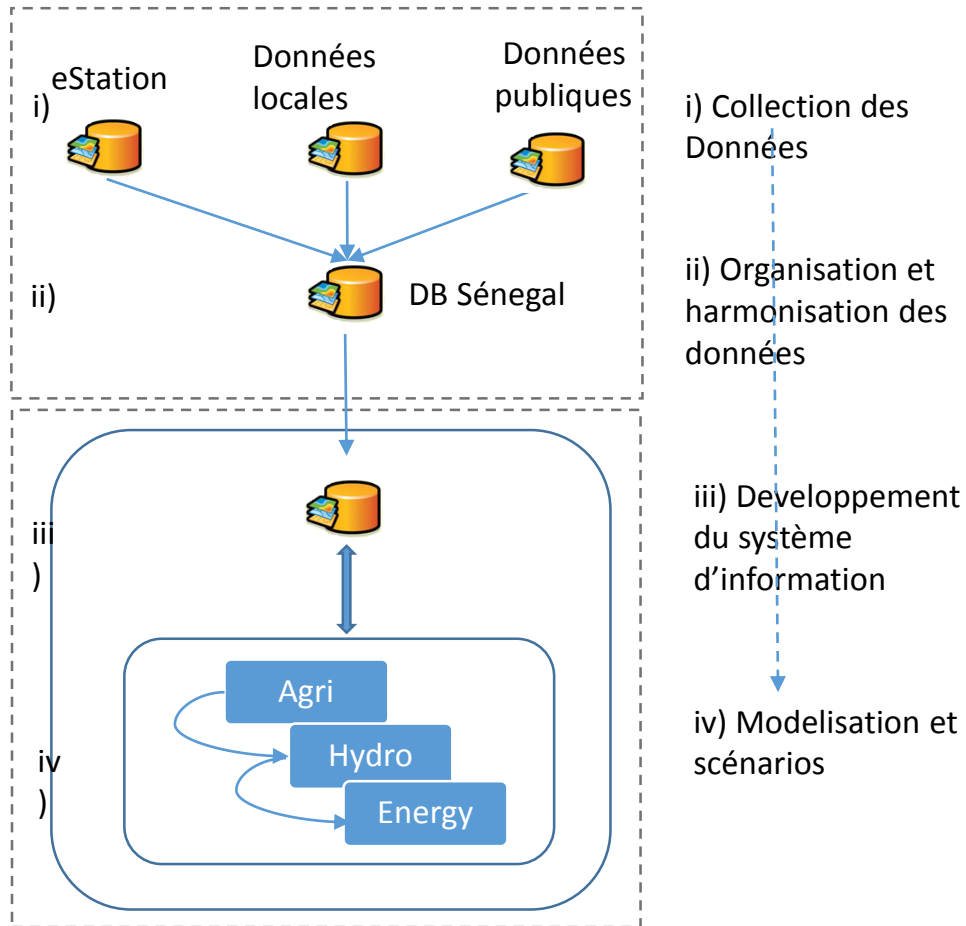 eStation
Données
locales
Données
publiques
i)
i) Collection des
Données
ii)
DB Sénegal
ii) Organisation et
harmonisation des
données
iii
)
iii) Developpement
du système
d’information
Agri
Hydro
Energy
iv
)
iv) Modelisation et
scénarios